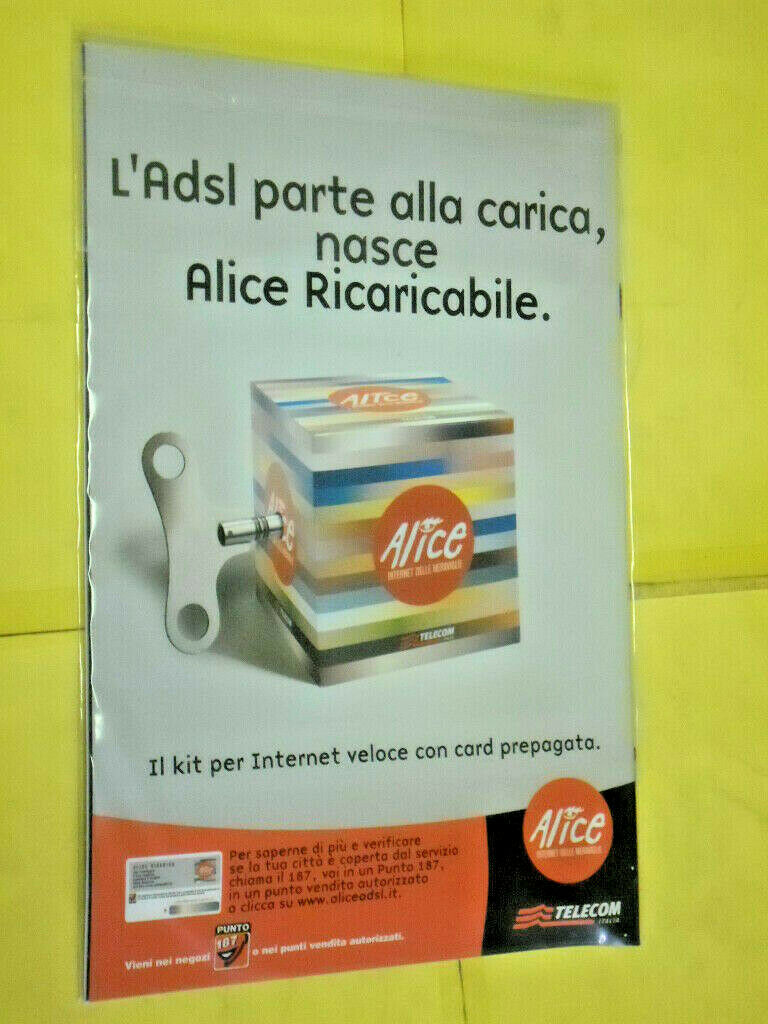 L'Adsl parte alla carica,
nasce
Alice Ricaricabile.
Alice
Alice
INTERNET DELLE MERAVIGLIE
TELECOM
Il kit per Internet veloce con card prepagata.
Per saperne di più e verificare
se la tua città è coperta dal servizio
chiama il 187, vai in un Punto 187,
in un punto vendita autorizzato
o clicca su www.aliceadsl.it.
Vieni nei negozi PUNTO 187 o nei punti vendita autorizzati.
Alice
INTERNET DELLE MERAVIGLIE
TELECOM
ITALIA